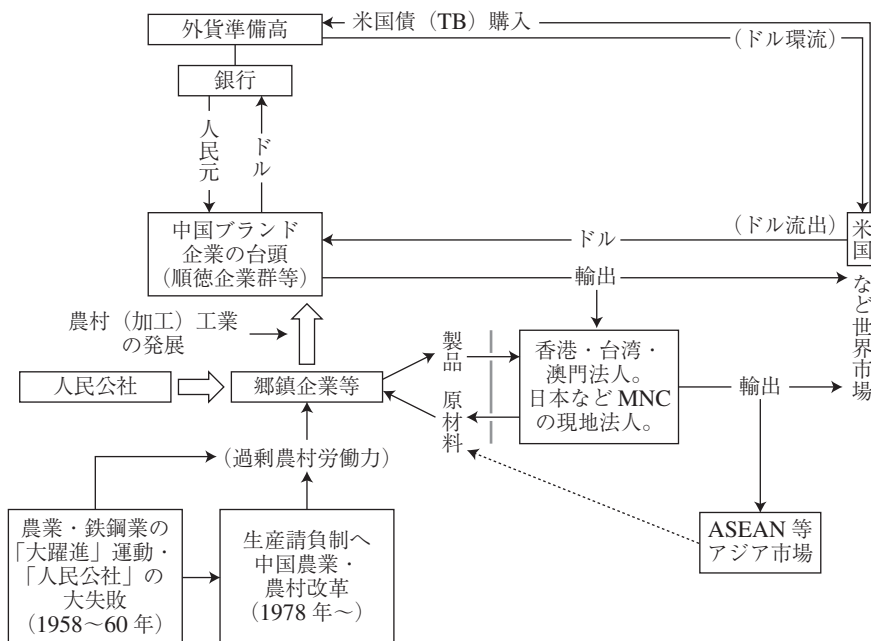 外貨準備高
米国債（TB）購入
（ドル環流）
銀行
人民元
ドル
中国ブランド
企業の台頭
（順徳企業群等）
（ドル流出）
ドル
輸出
米国
など世界市場
農村（加工）工業
の発展
人民公社
郷鎮企業等
製品
原材料
香港・台湾・
澳門法人。
日本など MNC
の現地法人。
輸出
（過剰農村労働力）
農業・鉄鋼業の
「大躍進」運動・
「人民公社」の
大失敗
（1958～60 年）
生産請負制へ
中国農業・
農村改革
（1978 年～）
ASEAN 等
アジア市場